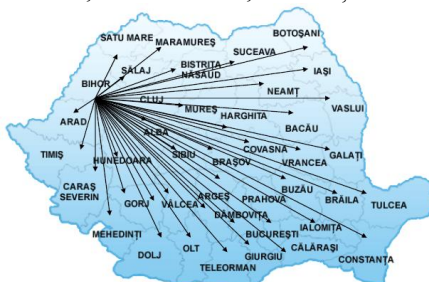 BOTOȘANI
SATU MARE
MARAMUREȘ
SUCEAVA
BISTRIȚA
NĂSĂUD
SĂLAJ
IAȘI
BIHOR
NEAMȚ
CLUJ
MUREȘ
VASLUI
HARGHITA
ARAD
BACĂU
ALBA
COVASNA
TIMIȘ
HUNEDOARA
SIBIU
BRAȘOV
VRANCEA
GALAȚI
CARAȘ
SEVERIN
BUZĂU
ARGEȘ
PRAHOVA
BRĂILA
TULCEA
GORJ
VÂLCEA
DÂMBOVIȚA
IALOMIȚA
MEHEDINȚI
BUCUREȘTI
CĂLĂRAȘI
DOLJ
OLT
GIURGIU
CONSTANȚA
TELEORMAN